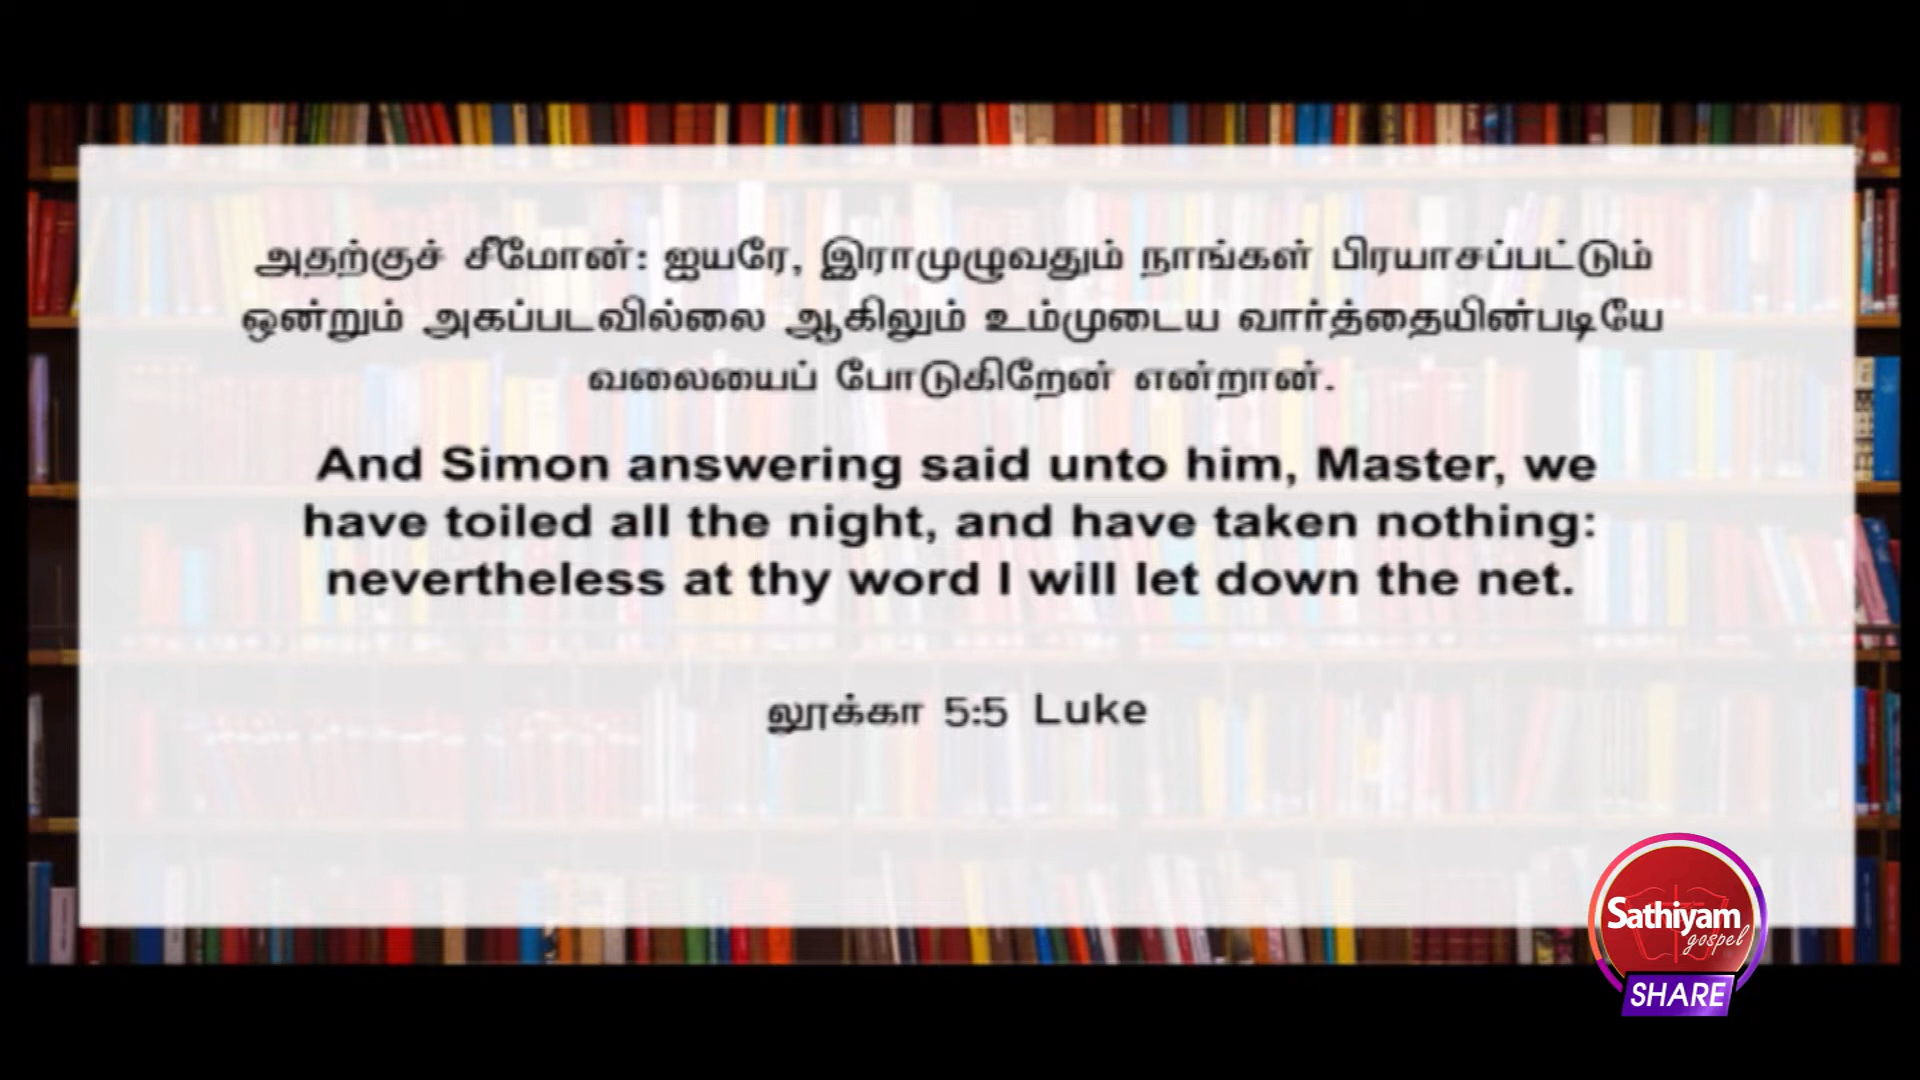 அதற்குச் சீமோன்: ஐயரே, இராமுழுவதும் நாங்கள் பிரயாசப்பட்டும்
ஒன்றும் அகப்படவில்லை ஆகிலும் உம்முடைய வார்த்தையின்படியே
வலையைப் போடுகிறேன் என்றான்.
And Simon answering said unto him, Master, we
have toiled all the night, and have taken nothing:
nevertheless at thy word I will let down the net.
லூக்கா 5:5 Luke
Sathiyam
gospel
SHARE